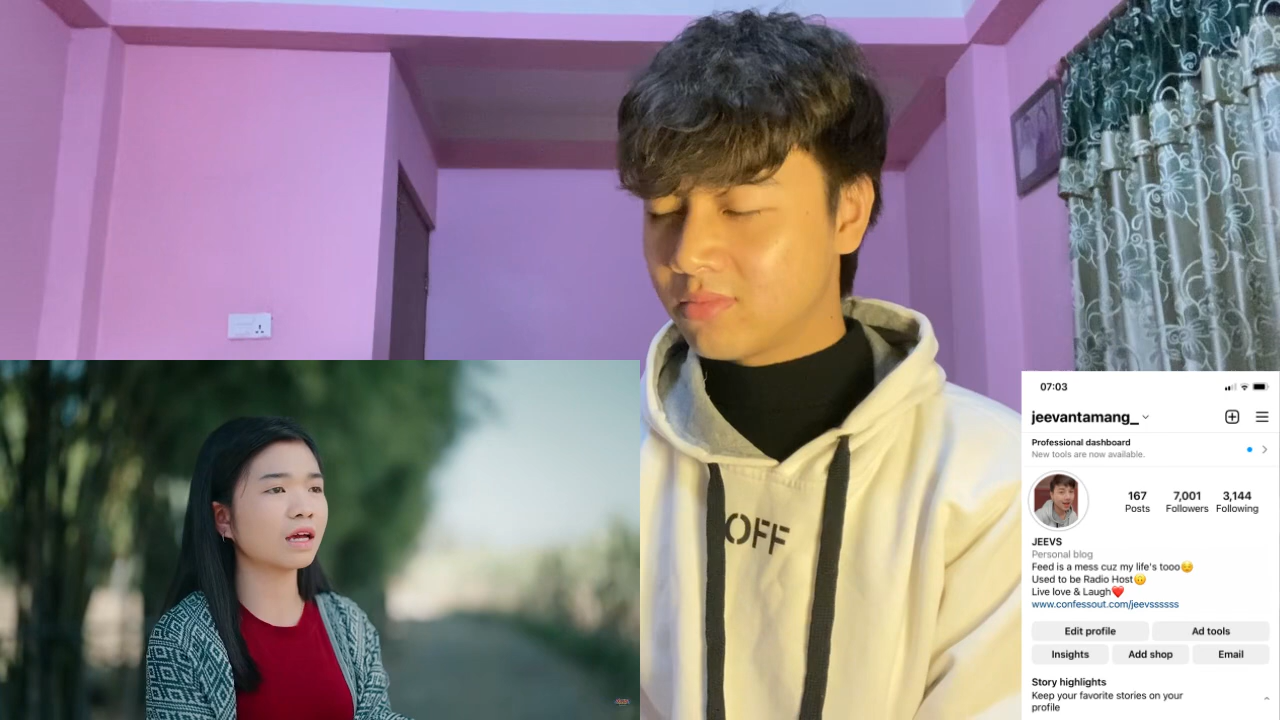 OFF
07:03
jeevantamang_
Professional dashboard
New tools are now available.
167 7,001 3,144
Posts Followers Following
JEEVS
Personal blog
Feed is a mess cuz my life's tooo😔
Used to be Radio Host🙃
Live love & Laugh❤️
www.confessout.com/jeevssssss
Edit profile Ad tools
Insights Add shop Email
Story highlights
Keep your favorite stories on your
profile